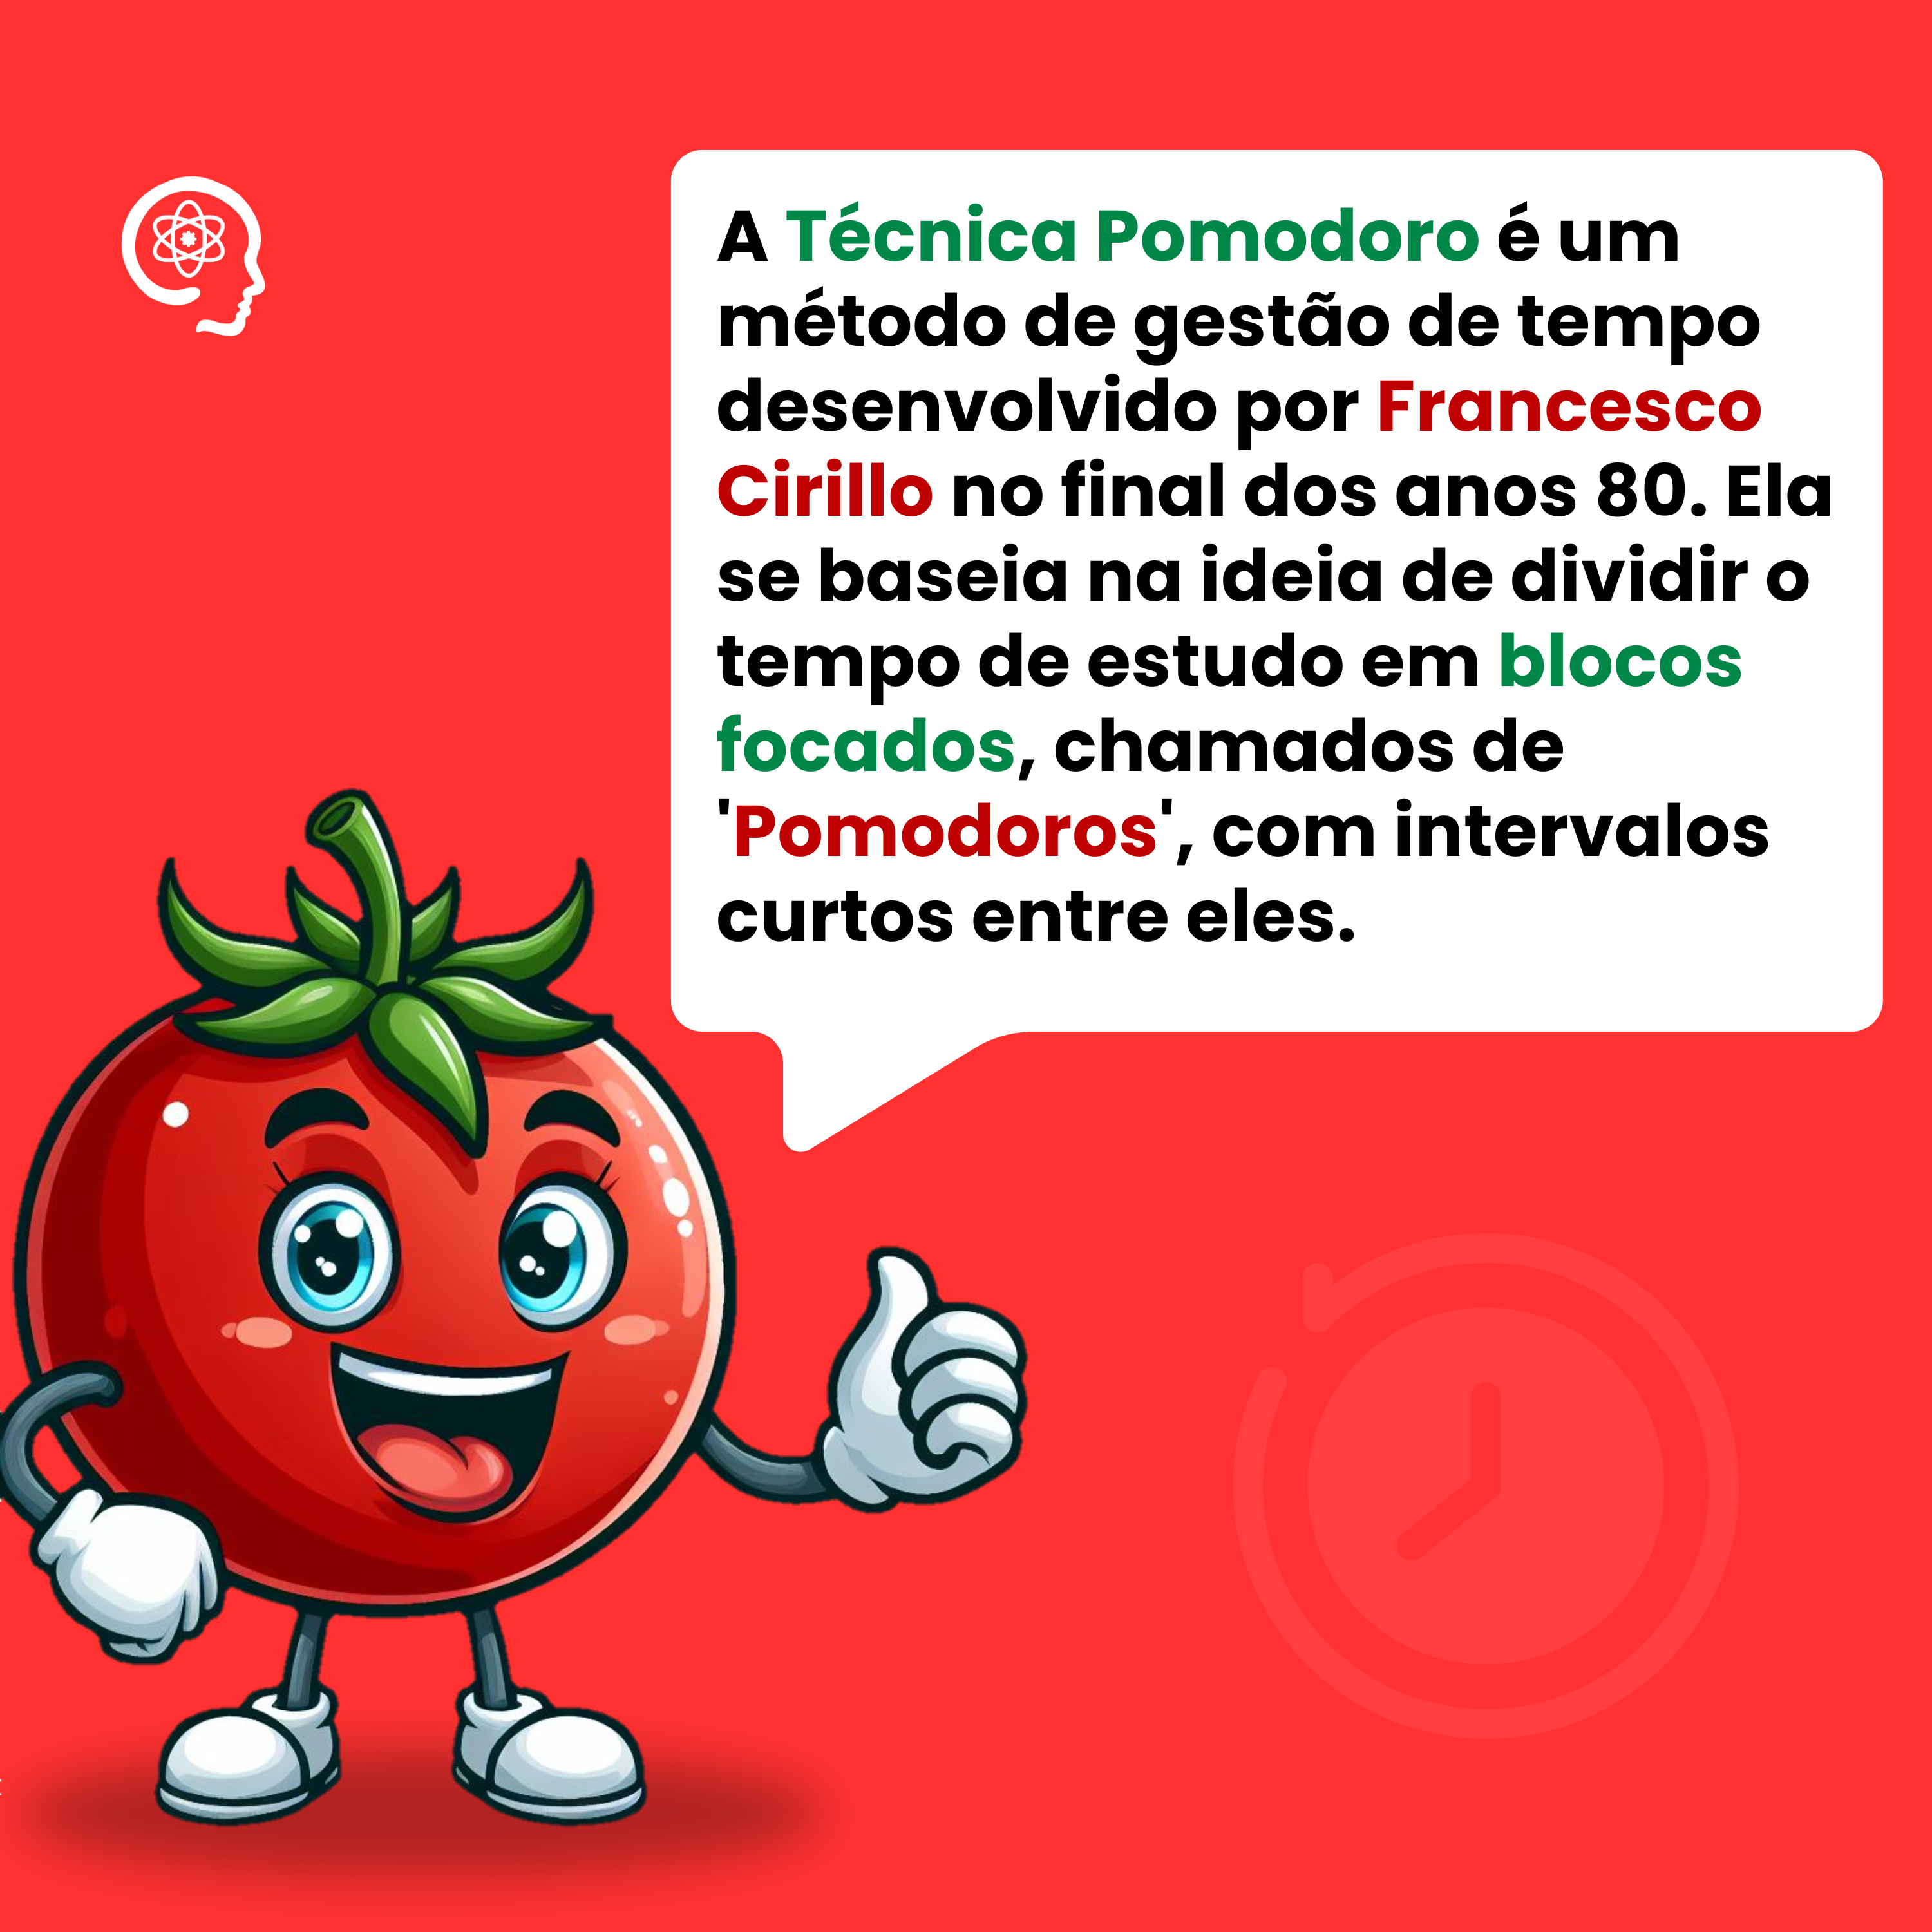 A Técnica Pomodoro é um
método de gestão de tempo
desenvolvido por Francesco
Cirillo no final dos anos 80. Ela
se baseia na ideia de dividir o
tempo de estudo em blocos
focados, chamados de
'Pomodoros', com intervalos
curtos entre eles.